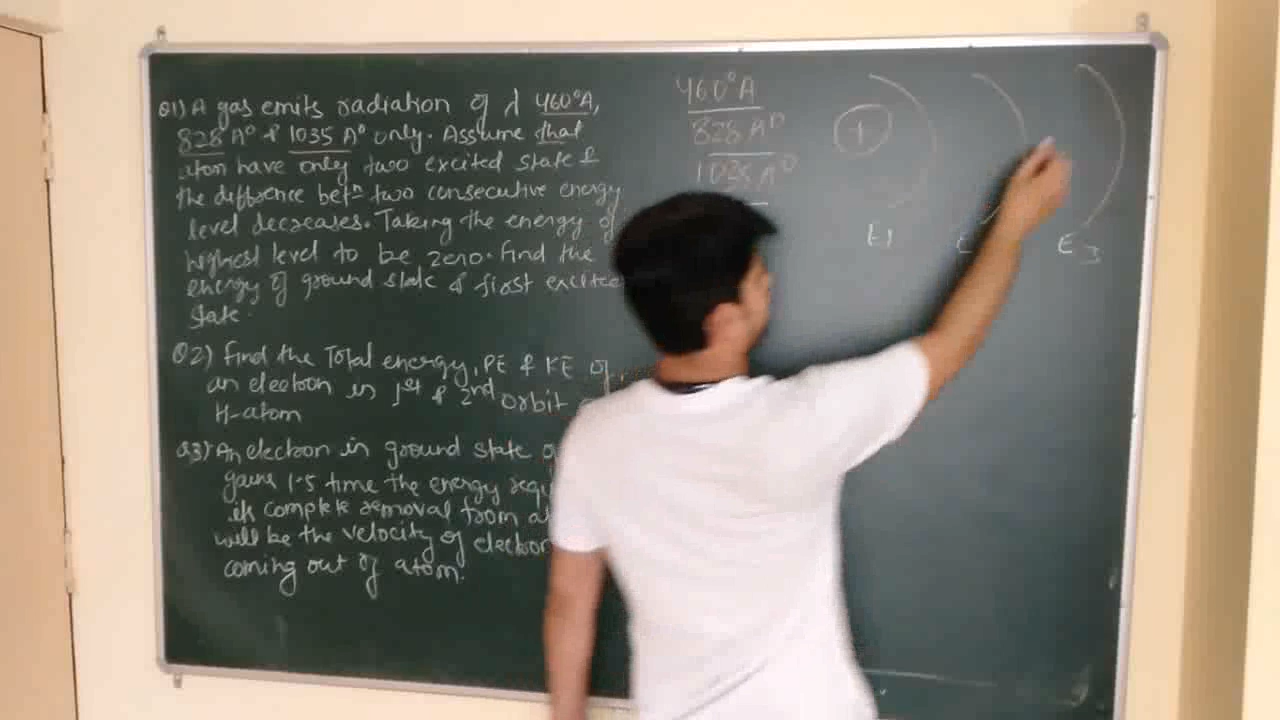 Q1) A gas emits radiation of λ 460°A,
828 A° & 1035 A° only. Assume that
atom have only two excited state &
the diffrence betn two consecutive energy
level decreases. Taking the energy of
highest level to be zero. find the
energy of ground state & first excited
State.
Q2) find the Total energy, PE & KE of
an electron in 1st & 2nd orbit
H-atom
Q3) An electron in ground state
gains 1.5 time the energy
its complete removal from
will be the velocity of electron
coming out of atom.
460°A
828 A°
1035 A°
+
E1
E3